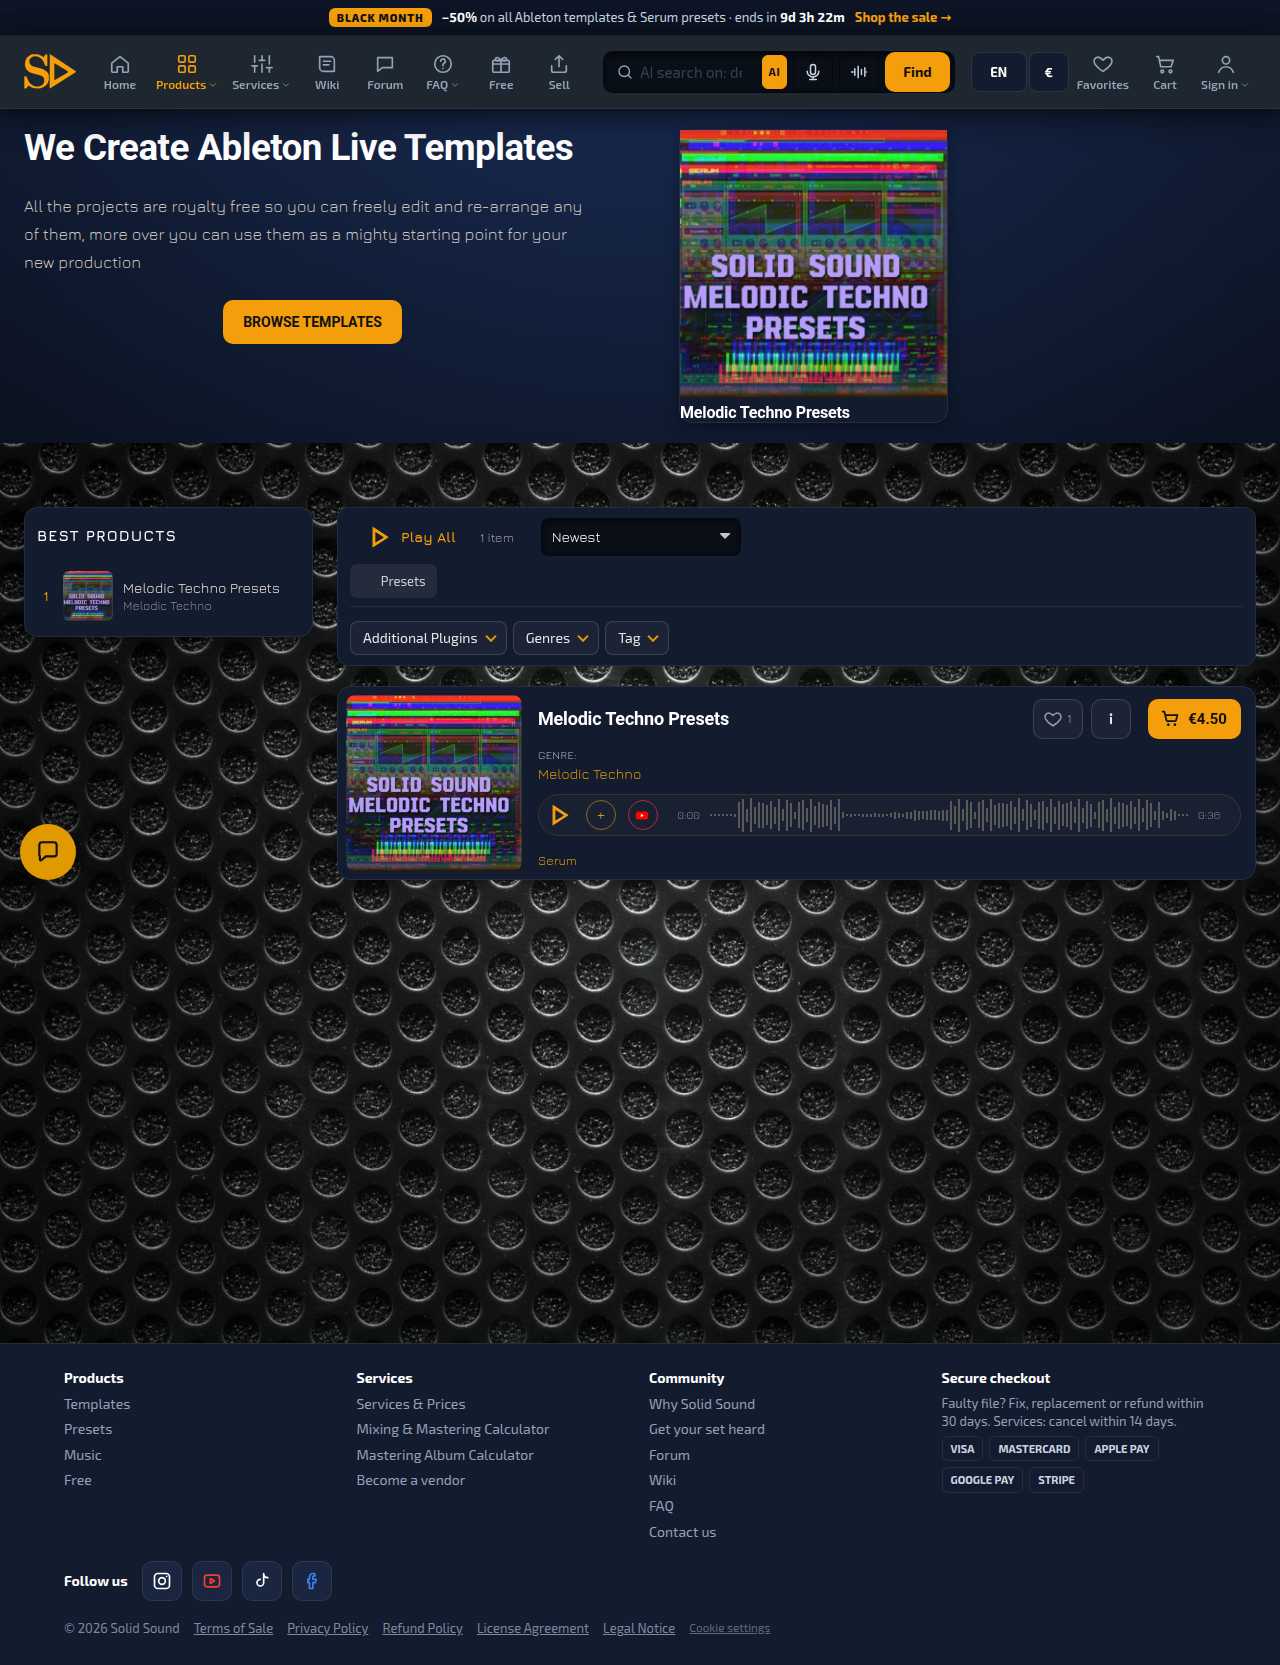 BLACK MONTH −50% on all Ableton templates & Serum presets · ends in 9d 3h 22m Shop the sale →
SD
Home Products Services Wiki Forum FAQ Free Sell
AI search on: dr AI Find EN € Favorites Cart Sign in
We Create Ableton Live Templates
All the projects are royalty free so you can freely edit and re-arrange any
of them, more over you can use them as a mighty starting point for your
new production
BROWSE TEMPLATES
SERUM
SOLID SOUND
MELODIC TECHNO
PRESETS
Melodic Techno Presets
BEST PRODUCTS
1 Melodic Techno Presets
Melodic Techno
Play All 1 item Newest
Presets
Additional Plugins Genres Tag
SOLID SOUND
MELODIC TECHNO
PRESETS
Melodic Techno Presets 1 i €4.50
GENRE:
Melodic Techno
+ 0:00 0:36
Serum
Products
Templates
Presets
Music
Free
Services
Services & Prices
Mixing & Mastering Calculator
Mastering Album Calculator
Become a vendor
Community
Why Solid Sound
Get your set heard
Forum
Wiki
FAQ
Contact us
Secure checkout
Faulty file? Fix, replacement or refund within
30 days. Services: cancel within 14 days.
VISA MASTERCARD APPLE PAY
GOOGLE PAY STRIPE
Follow us
© 2026 Solid Sound Terms of Sale Privacy Policy Refund Policy License Agreement Legal Notice Cookie settings